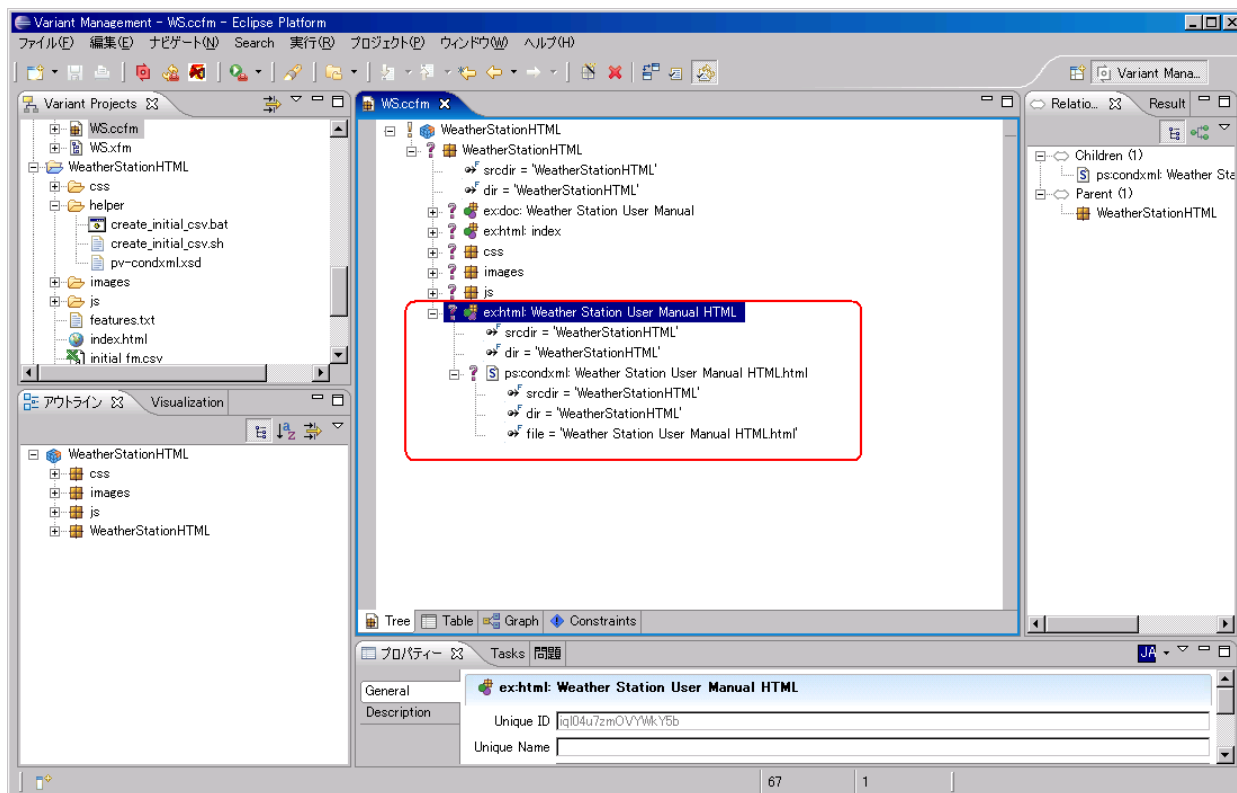 Variant Management - WS.ccfm - Eclipse Platform
ファイル(F) 編集(E) ナビゲート(N) Search 実行(R) プロジェクト(P) ウィンドウ(W) ヘルプ(H)
Variant Mana...
Variant Projects
WS.ccfm
WS.xfm
WeatherStationHTML
css
helper
create_initial_csv.bat
create_initial_csv.sh
pv-condxml.xsd
images
js
features.txt
index.html
initial fm.csv
アウトライン Visualization
WeatherStationHTML
css
images
js
WeatherStationHTML
WS.ccfm
WeatherStationHTML
WeatherStationHTML
srcdir = 'WeatherStationHTML'
dir = 'WeatherStationHTML'
ex:doc: Weather Station User Manual
ex:html: index
css
images
js
ex:html: Weather Station User Manual HTML
srcdir = 'WeatherStationHTML'
dir = 'WeatherStationHTML'
ps:condxml: Weather Station User Manual HTML.html
srcdir = 'WeatherStationHTML'
dir = 'WeatherStationHTML'
file = 'Weather Station User Manual HTML.html'
Tree Table Graph Constraints
Relatio... Result
Children (1)
ps:condxml: Weather Sta
Parent (1)
WeatherStationHTML
プロパティー Tasks 問題
JA
General
Description
ex:html: Weather Station User Manual HTML
Unique ID iql04u7zmOVYWkY5b
Unique Name
67 1